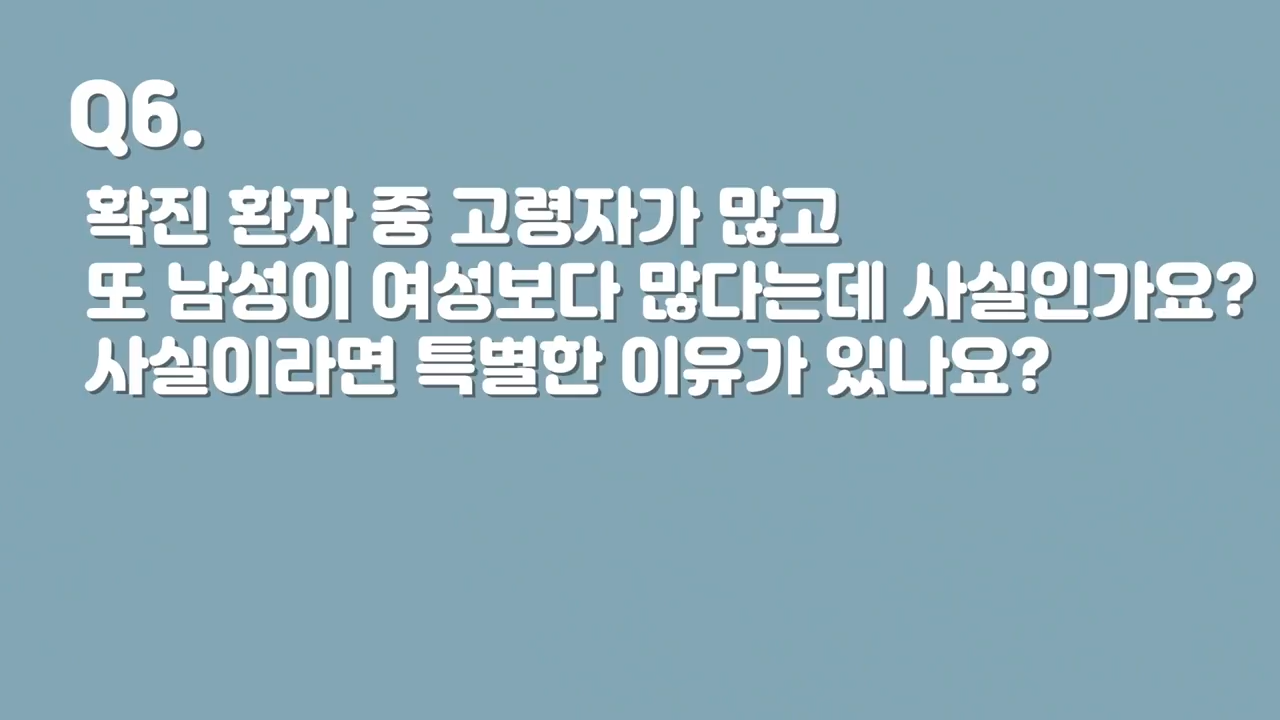 Q6.
확진 환자 중 고령자가 많고
또 남성이 여성보다 많다는데 사실인가요?
사실이라면 특별한 이유가 있나요?